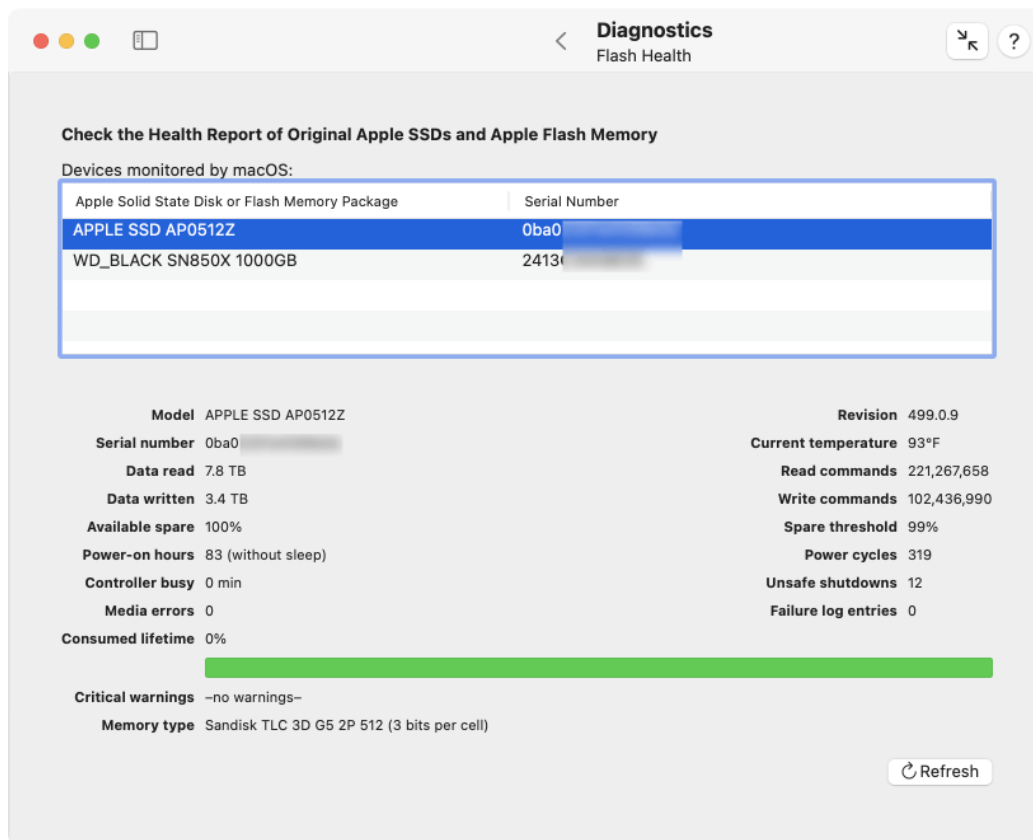 Diagnostics
Flash Health
?
Check the Health Report of Original Apple SSDs and Apple Flash Memory
Devices monitored by macOS:
Apple Solid State Disk or Flash Memory Package Serial Number
APPLE SSD AP0512Z 0ba0
WD_BLACK SN850X 1000GB 2413
Model APPLE SSD AP0512Z Revision 499.0.9
Serial number 0ba0 Current temperature 93°F
Data read 7.8 TB Read commands 221,267,658
Data written 3.4 TB Write commands 102,436,990
Available spare 100% Spare threshold 99%
Power-on hours 83 (without sleep) Power cycles 319
Controller busy 0 min Unsafe shutdowns 12
Media errors 0 Failure log entries 0
Consumed lifetime 0%
Critical warnings –no warnings–
Memory type Sandisk TLC 3D G5 2P 512 (3 bits per cell)
Refresh